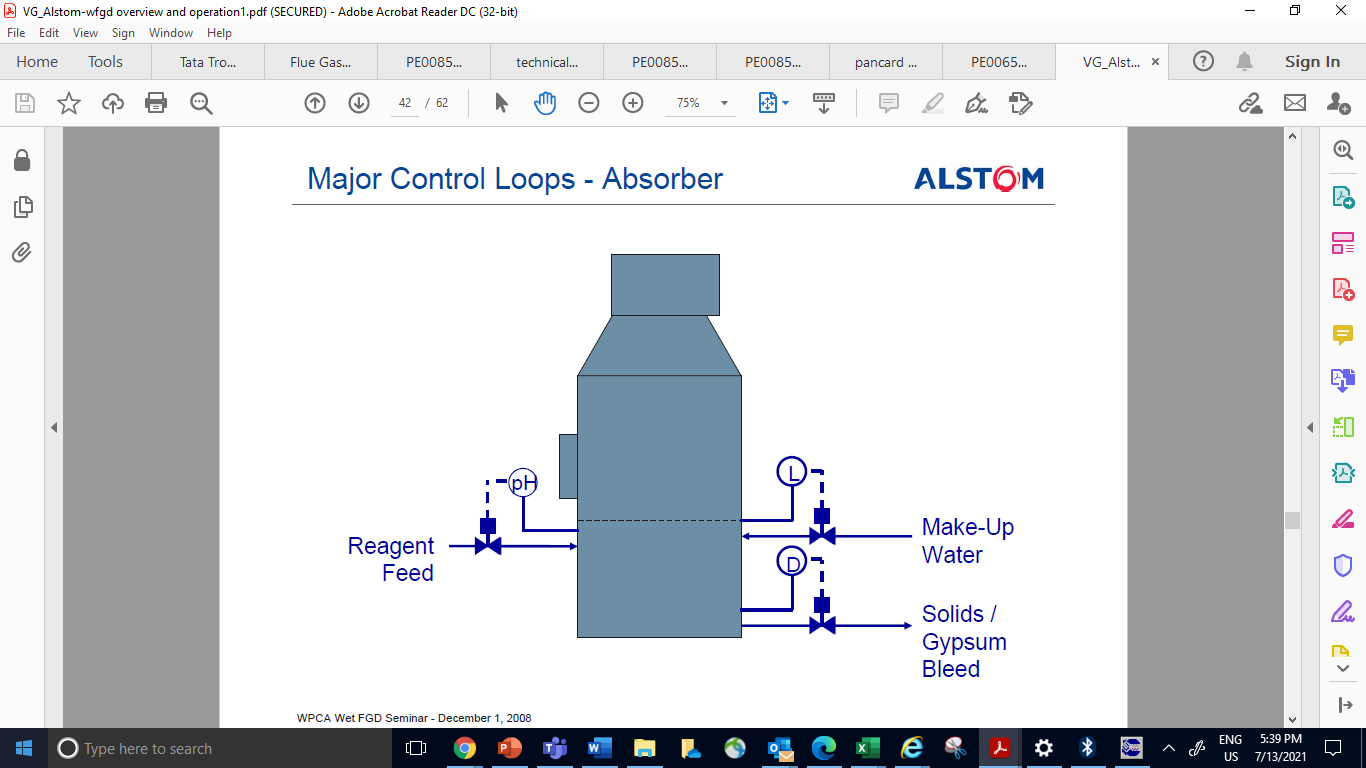 VG_Alstom-wfgd overview and operation1.pdf (SECURED) - Adobe Acrobat Reader DC (32-bit)
File Edit View Sign Window Help
Home Tools Tata Tro... Flue Gas... PE0085... technical... PE0085... PE0085... pancard ... PE0065... VG_Alst... Sign In
42 / 62 75%
Major Control Loops - Absorber
ALSTOM
pH
L
Reagent
Feed
Make-Up
Water
D
Solids /
Gypsum
Bleed
WPCA Wet FGD Seminar - December 1, 2008
Type here to search
ENG
US
5:39 PM
7/13/2021